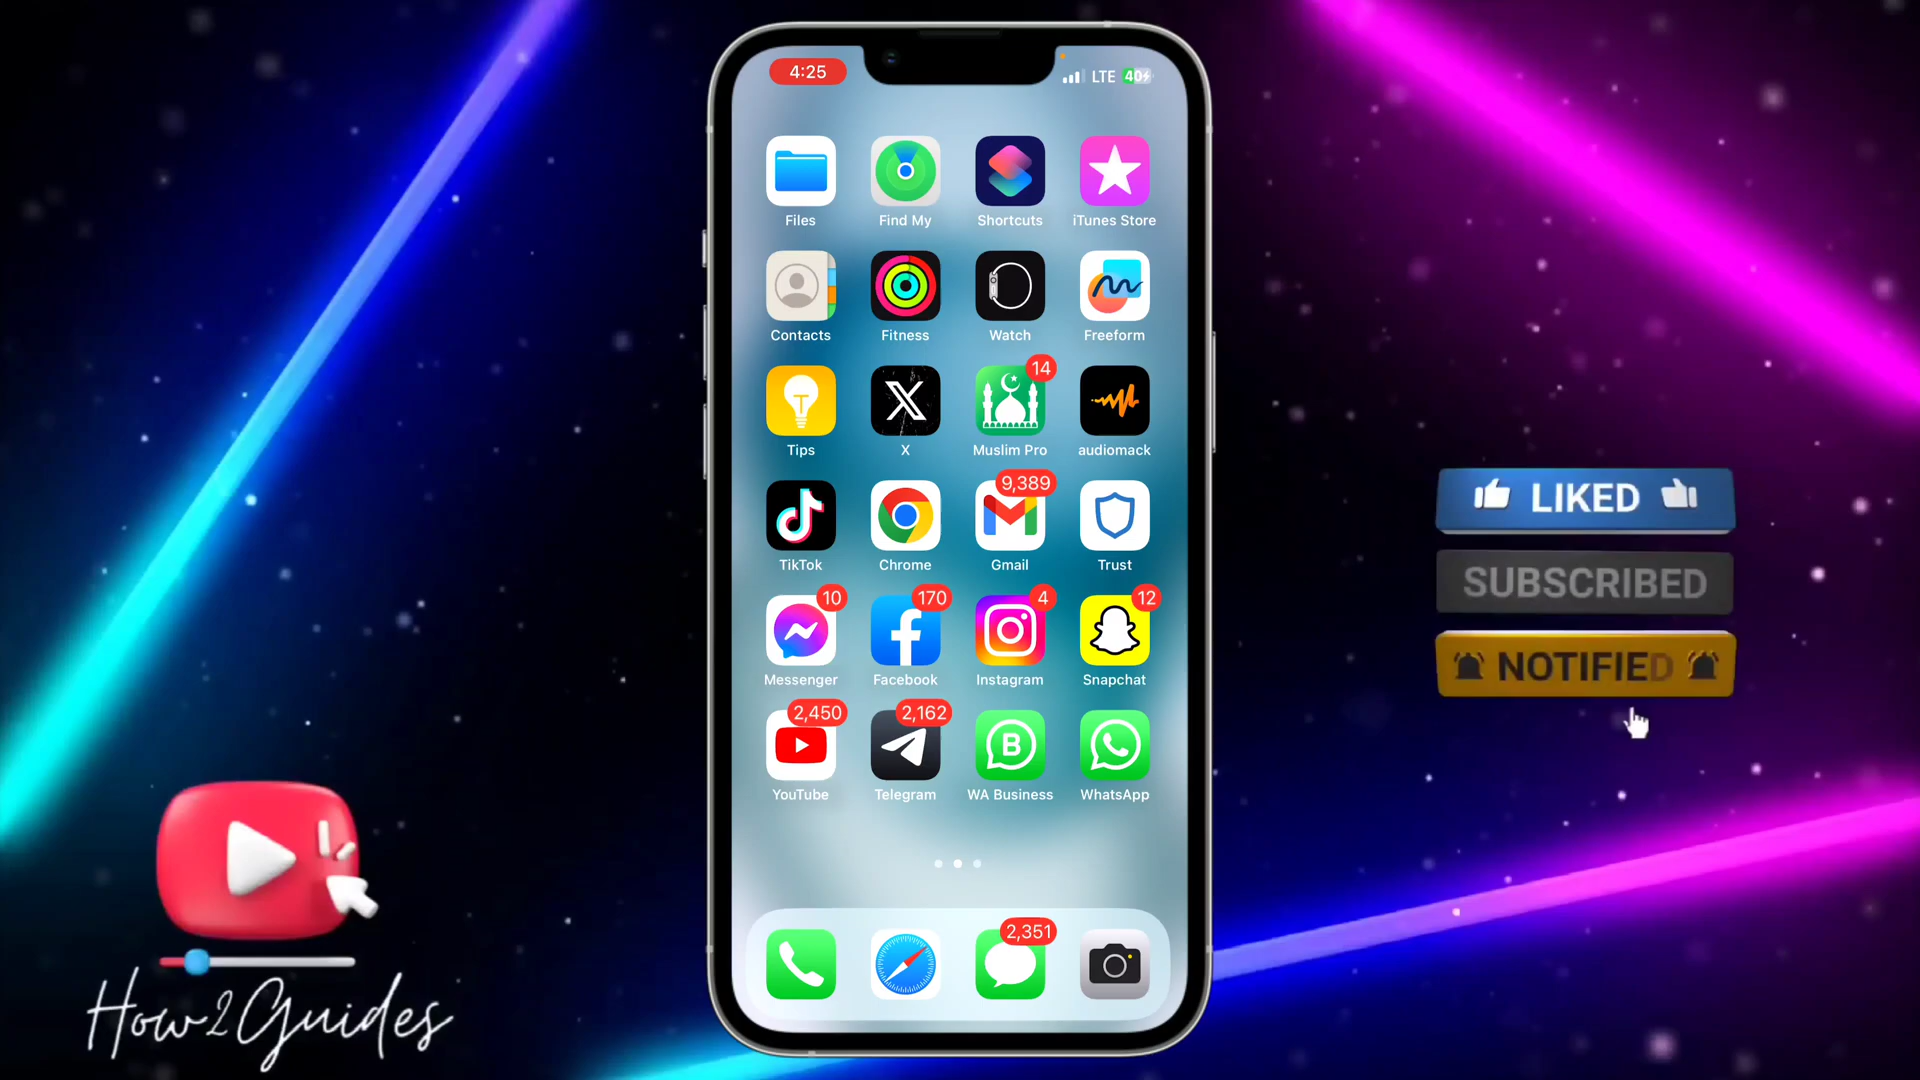 4:25
LTE 40
Files Find My Shortcuts iTunes Store
Contacts Fitness Watch Freeform
14
Tips X Muslim Pro audiomack
9,389
TikTok Chrome Gmail Trust
10 170 4 12
Messenger Facebook Instagram Snapchat
2,450 2,162
B
YouTube Telegram WA Business WhatsApp
2,351
LIKED
SUBSCRIBED
NOTIFIED
How2Guides